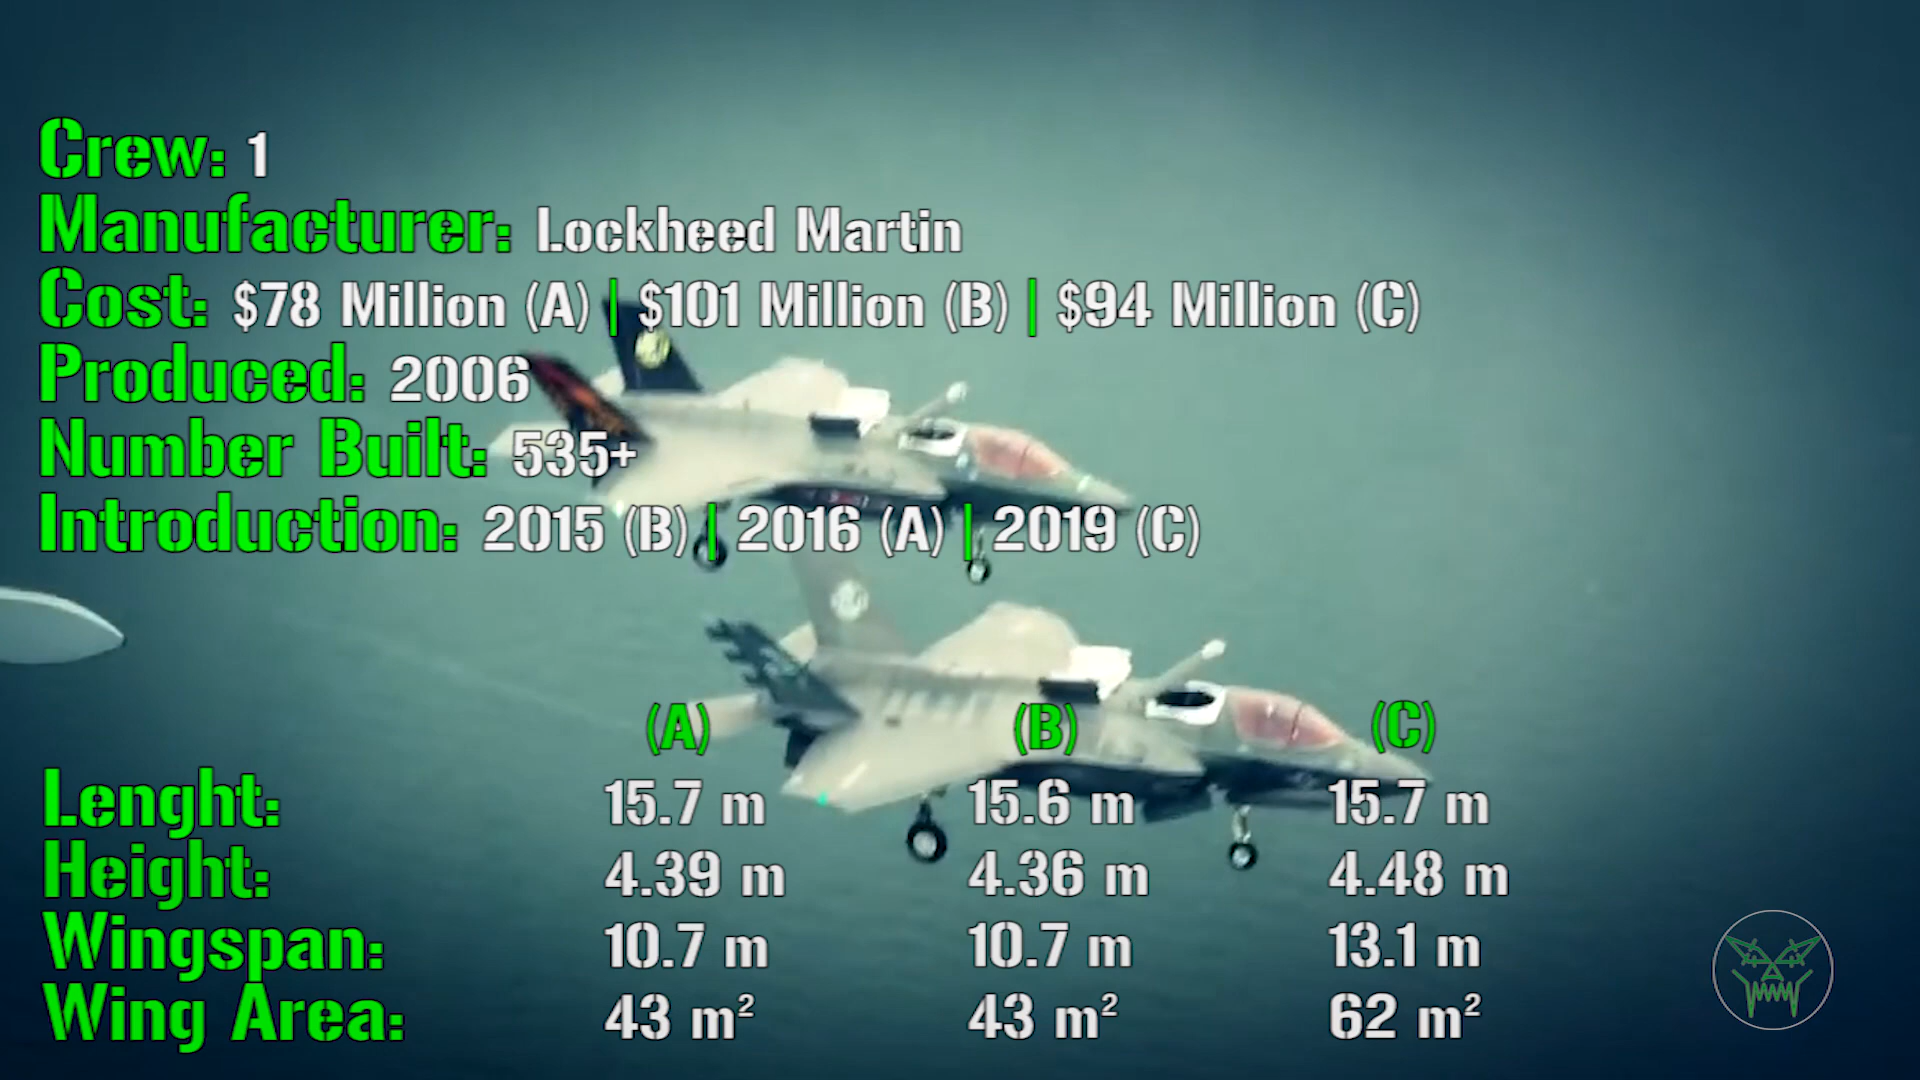 Crew: 1
Manufacturer: Lockheed Martin
Cost: $78 Million (A) | $101 Million (B) | $94 Million (C)
Produced: 2006
Number Built: 535+
Introduction: 2015 (B) | 2016 (A) | 2019 (C)
(A) (B) (C)
Lenght: 15.7 m 15.6 m 15.7 m
Height: 4.39 m 4.36 m 4.48 m
Wingspan: 10.7 m 10.7 m 13.1 m
Wing Area: 43 m² 43 m² 62 m²